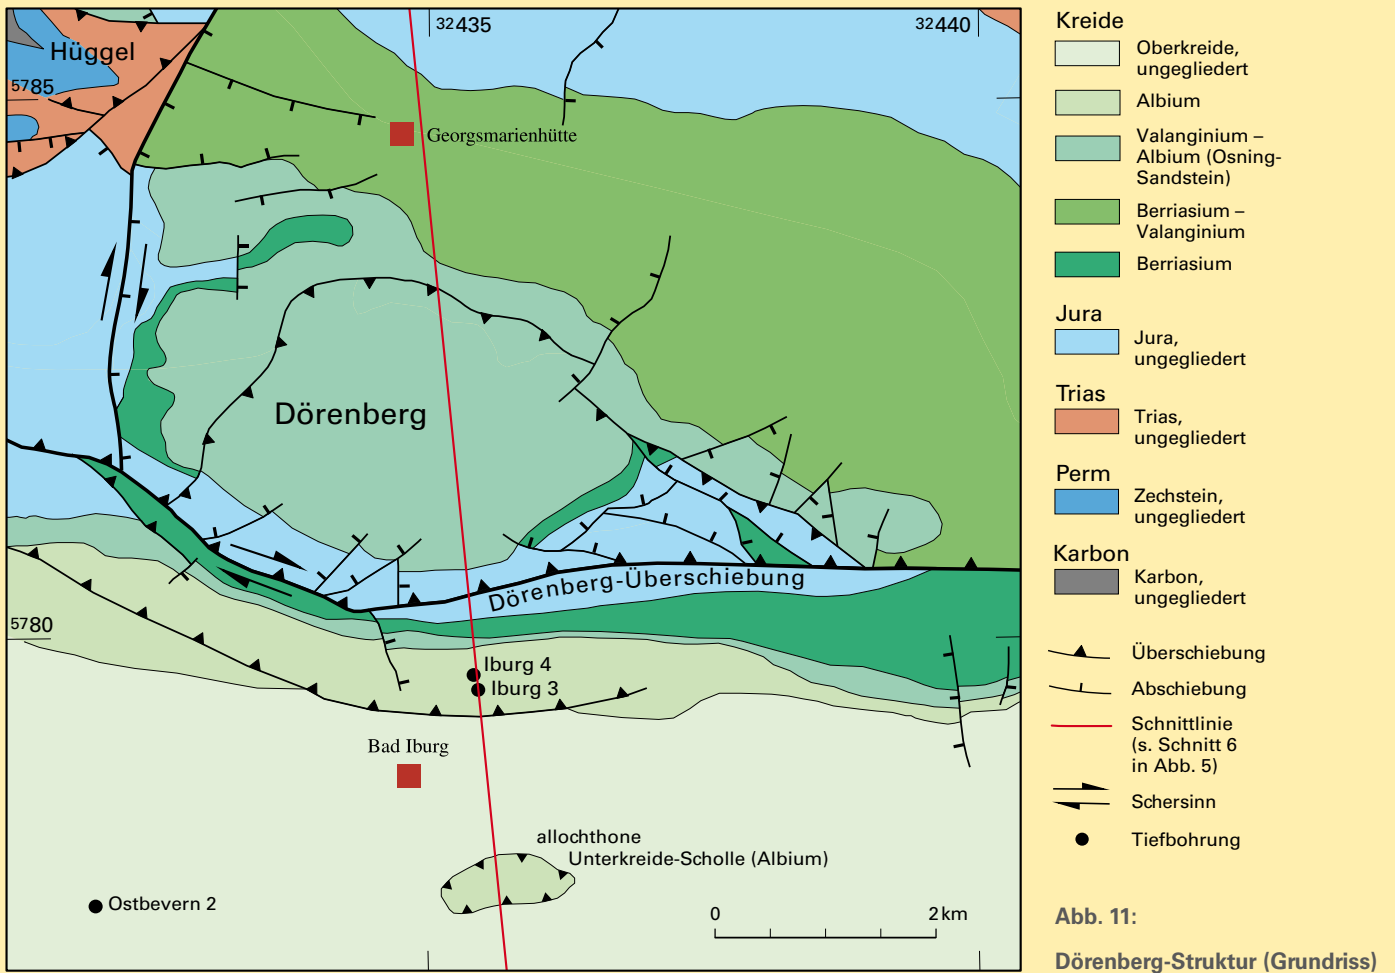 32435
32440
Hüggel
5785
Georgsmarienhütte
Dörenberg
Dörenberg-Überschiebung
5780
Iburg 4
Iburg 3
Bad Iburg
allochthone
Unterkreide-Scholle (Albium)
Ostbevern 2
0 2 km
Kreide
Oberkreide,
ungegliedert
Albium
Valanginium –
Albium (Osning-
Sandstein)
Berriasium –
Valanginium
Berriasium
Jura
Jura,
ungegliedert
Trias
Trias,
ungegliedert
Perm
Zechstein,
ungegliedert
Karbon
Karbon,
ungegliedert
Überschiebung
Abschiebung
Schnittlinie
(s. Schnitt 6
in Abb. 5)
Schersinn
Tiefbohrung
Abb. 11:
Dörenberg-Struktur (Grundriss)